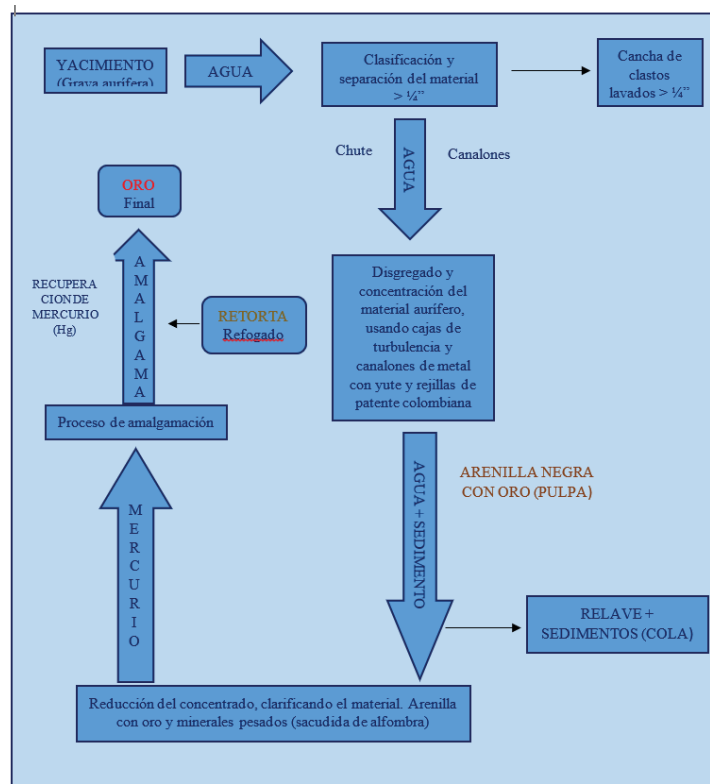 YACIMIENTO
(Grava aurífera)
AGUA
Clasificación y
separación del material
> ¼”
Cancha de
clastos
lavados > ¼”
Chute
AGUA
Canalones
ORO
Final
Disgregado y
concentración del
material aurífero,
usando cajas de
turbulencia y
canalones de metal
con yute y rejillas de
patente colombiana
RECUPERA
CION DE
MERCURIO
(Hg)
AMALGAMA
RETORTA
Refogado
Proceso de amalgamación
MERCURIO
AGUA + SEDIMENTO
ARENILLA NEGRA
CON ORO (PULPA)
RELAVE +
SEDIMENTOS (COLA)
Reducción del concentrado, clarificando el material. Arenilla
con oro y minerales pesados (sacudida de alfombra)